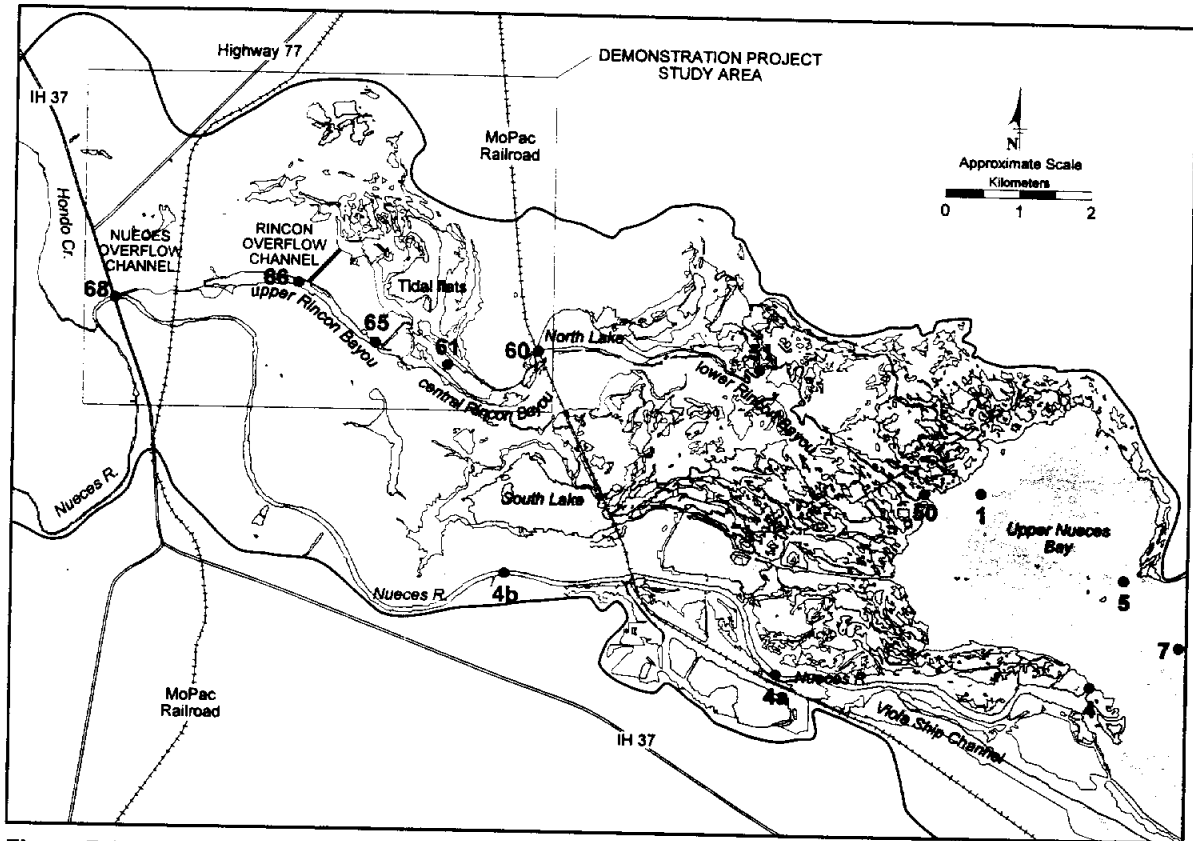 Highway 77
DEMONSTRATION PROJECT
STUDY AREA
IH 37
MoPac
Railroad
N
Approximate Scale
Kilometers
0 1 2
Hondo Cr.
NUECES
OVERFLOW
CHANNEL
RINCON
OVERFLOW
CHANNEL
68
66
upper Rincon Bayou
Tidal flats
65
61
60
North Lake
central Rincon Bayou
lower Rincon Bayou
Nueces R.
South Lake
50
1
Upper Nueces
Bay
5
7
Nueces R.
4b
Nueces R.
4a
4
Viola Ship Channel
MoPac
Railroad
IH 37